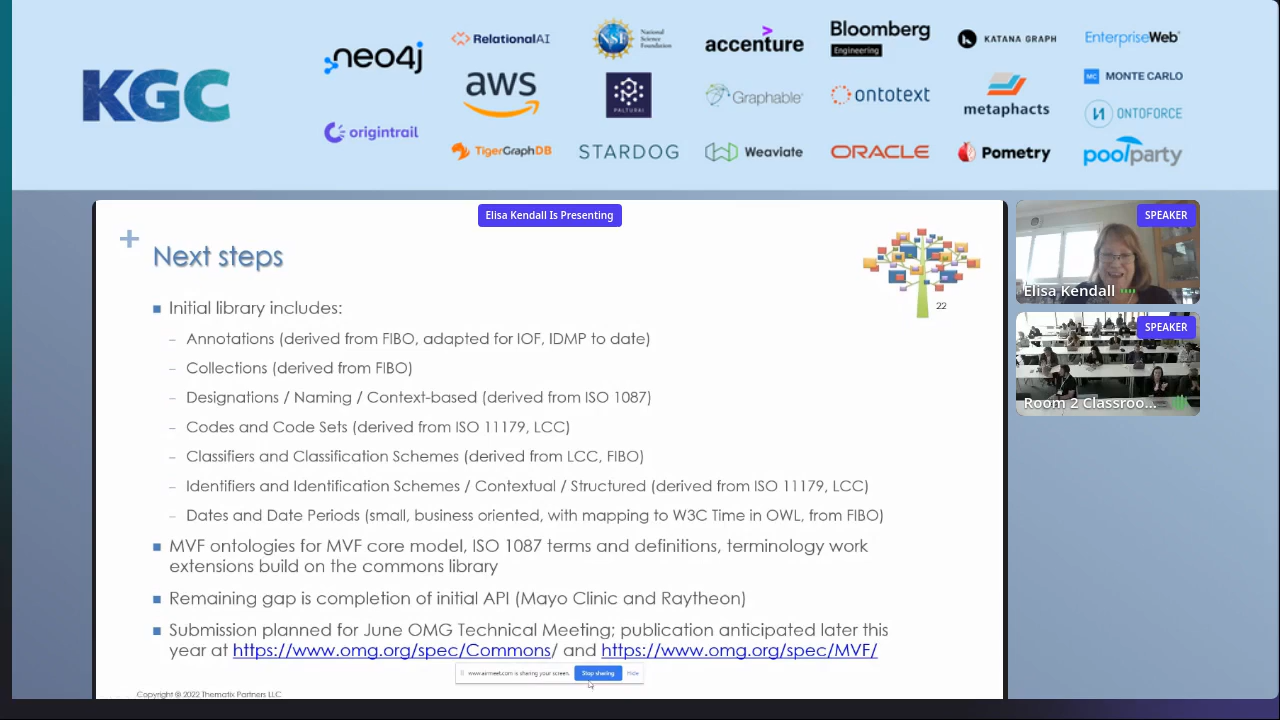 KGC
neo4j
origintrail
RelationalAI
aws
TigerGraphDB
NSF
National
Science
Foundation
PALTURAI
STARDOG
accenture
Graphable
Weaviate
Bloomberg
Engineering
ontotext
ORACLE
KATANA GRAPH
metaphacts
Pometry
EnterpriseWeb
MC MONTE CARLO
ONTOFORCE
poolparty
Elisa Kendall Is Presenting
Next steps
22
Initial library includes:
– Annotations (derived from FIBO, adapted for IOF, IDMP to date)
– Collections (derived from FIBO)
– Designations / Naming / Context-based (derived from ISO 1087)
– Codes and Code Sets (derived from ISO 11179, LCC)
– Classifiers and Classification Schemes (derived from LCC, FIBO)
– Identifiers and Identification Schemes / Contextual / Structured (derived from ISO 11179, LCC)
– Dates and Date Periods (small, business oriented, with mapping to W3C Time in OWL, from FIBO)
MVF ontologies for MVF core model, ISO 1087 terms and definitions, terminology work
extensions build on the commons library
Remaining gap is completion of initial API (Mayo Clinic and Raytheon)
Submission planned for June OMG Technical Meeting; publication anticipated later this
year at https://www.omg.org/spec/Commons/ and https://www.omg.org/spec/MVF/
www.airmeet.com is sharing your screen.
Stop sharing
Hide
Copyright © 2022 Thematix Partners LLC
SPEAKER
Elisa Kendall
SPEAKER
Room 2 Classroo...